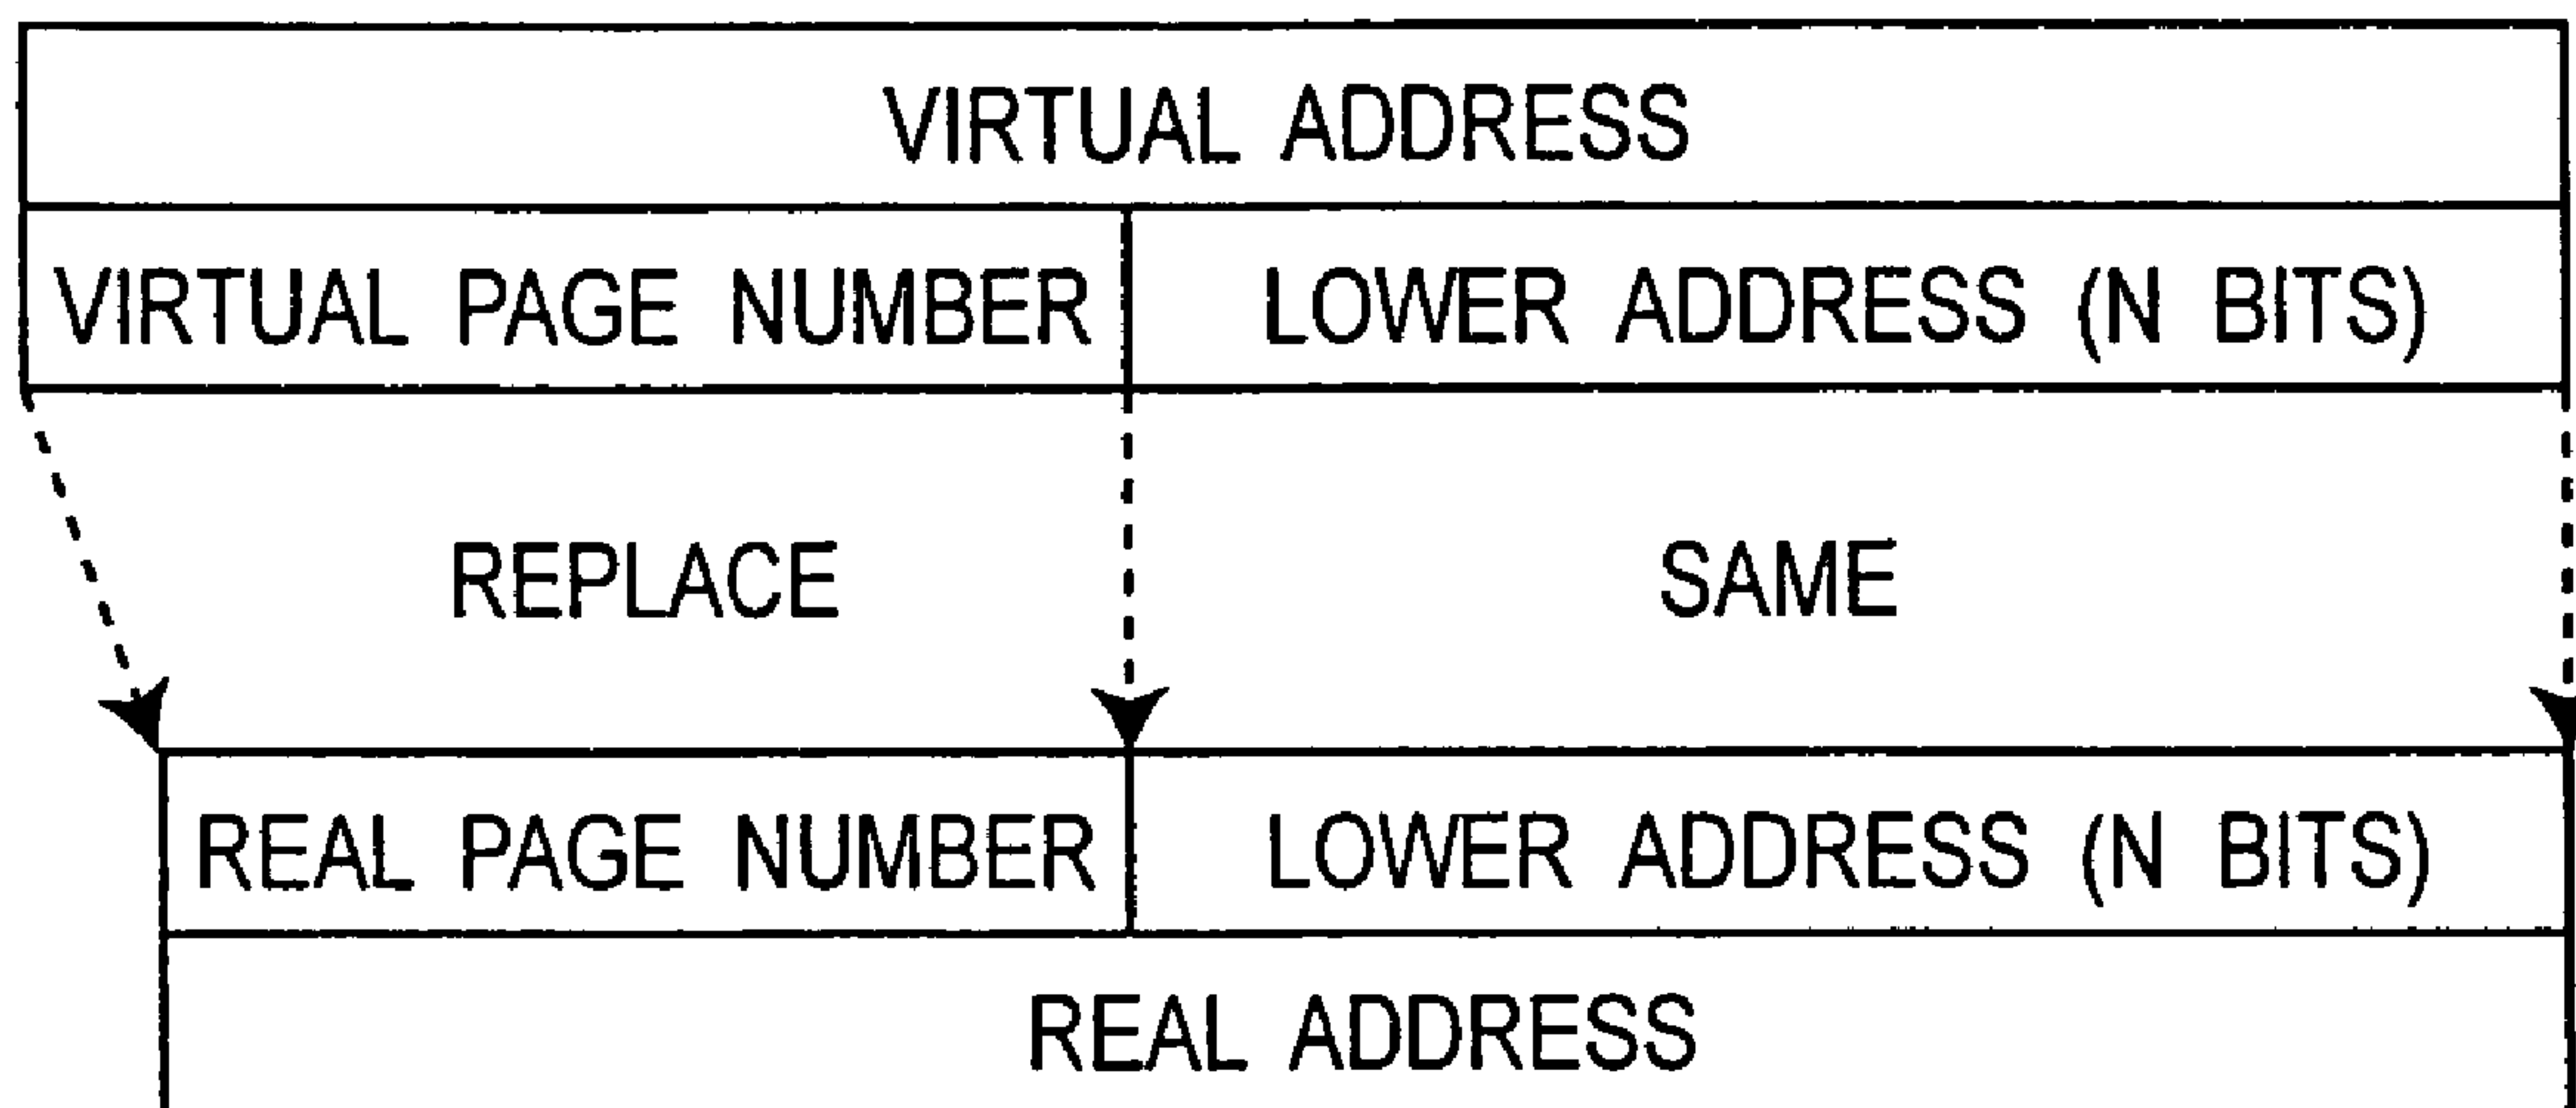 VIRTUAL ADDRESS
VIRTUAL PAGE NUMBER LOWER ADDRESS (N BITS)
REPLACE SAME
REAL PAGE NUMBER LOWER ADDRESS (N BITS)
REAL ADDRESS